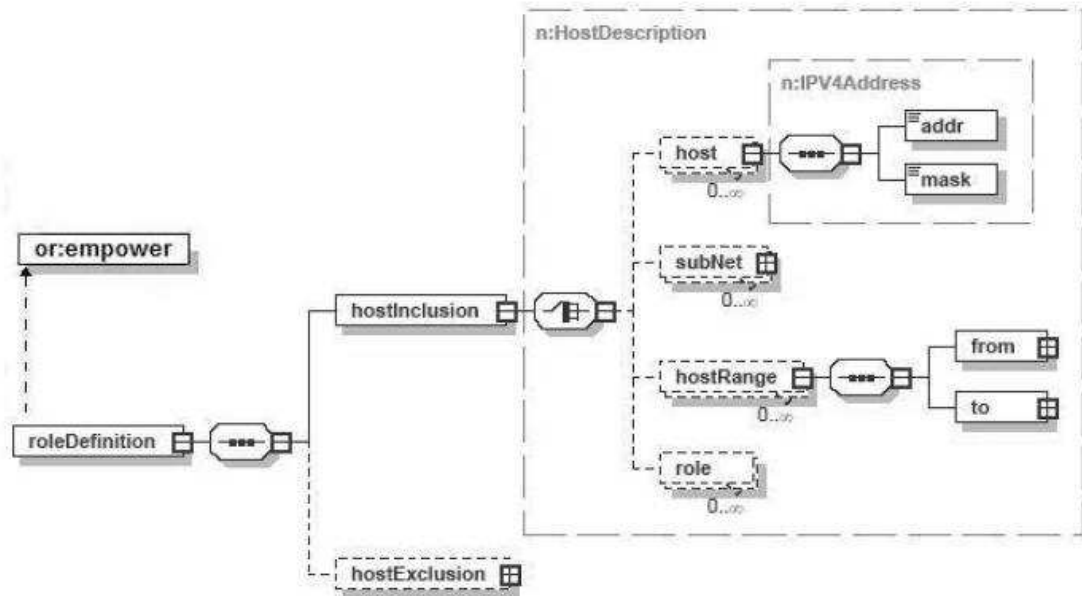 n:HostDescription
n:IPV4Address
addr
host
mask
0..∞
or:empower
subNet
0..∞
hostInclusion
from
hostRange
to
0..∞
roleDefinition
role
0..∞
hostExclusion